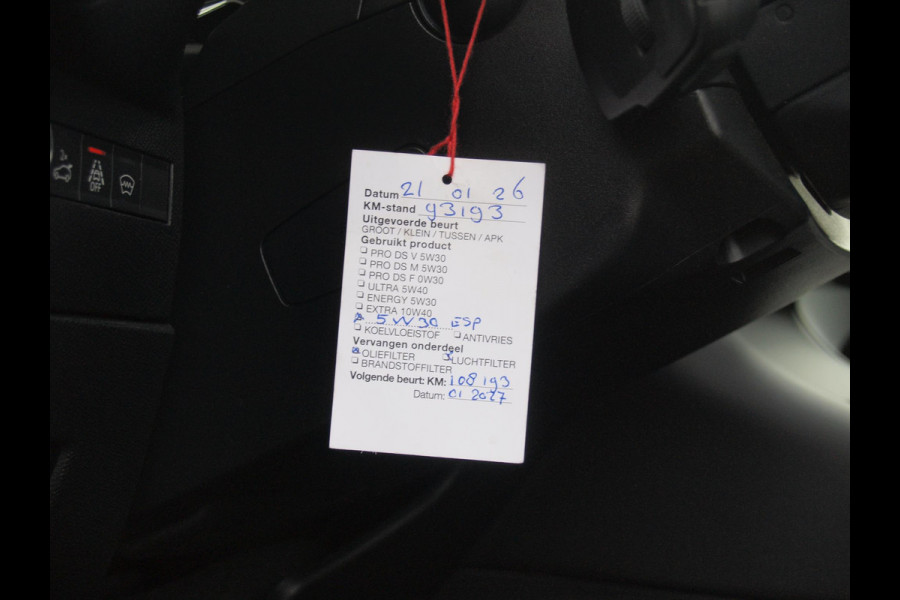 OFF
Datum 21 01 26
KM-stand 93193
Uitgevoerde beurt
GROOT / KLEIN / TUSSEN / APK
Gebruikt product
PRO DS V 5W30
PRO DS M 5W30
PRO DS F 0W30
ULTRA 5W40
ENERGY 5W30
EXTRA 10W40
5W30 ESP
KOELVLOEISTOF ANTIVRIES
Vervangen onderdeel
OLIEFILTER LUCHTFILTER
BRANDSTOFFILTER
Volgende beurt: KM: 108193
Datum: 01 2027